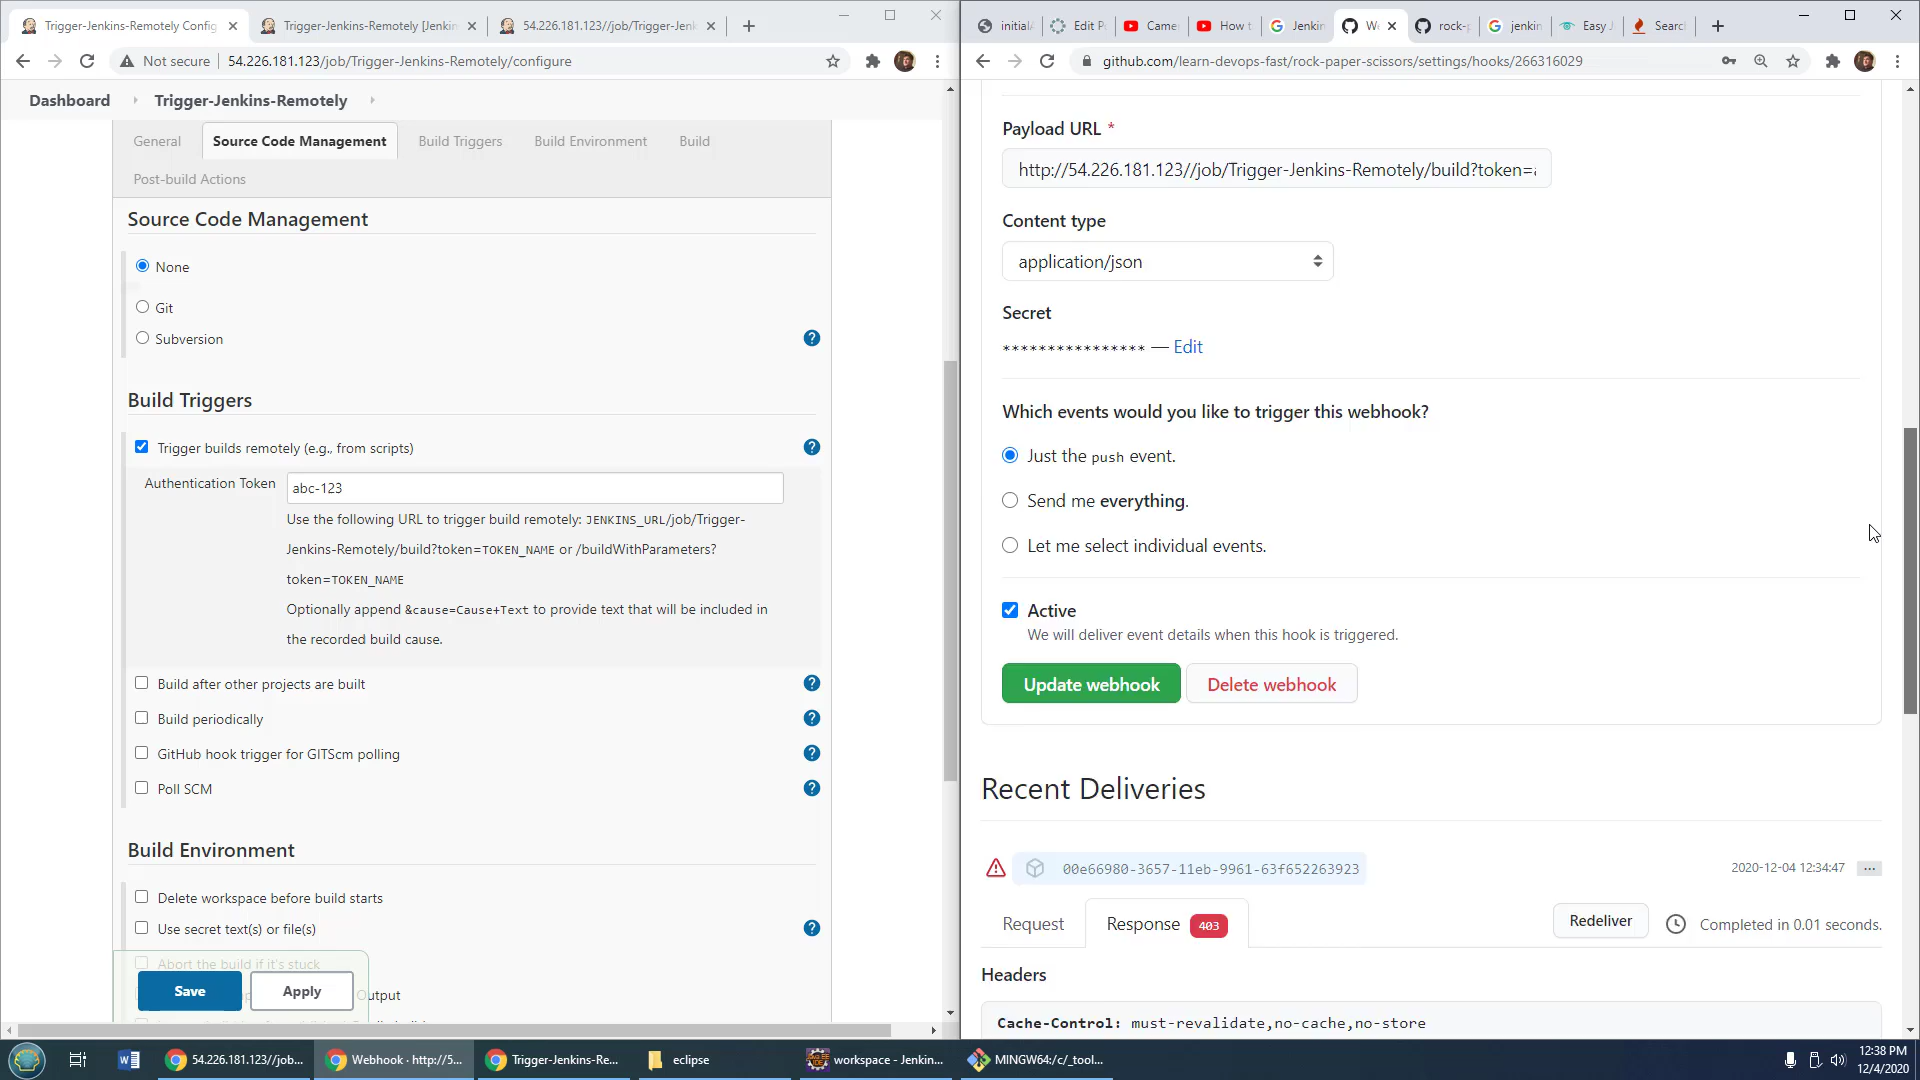 Trigger-Jenkins-Remotely Config
Trigger-Jenkins-Remotely [Jenkin
54.226.181.123//job/Trigger-Jenk
Not secure
54.226.181.123/job/Trigger-Jenkins-Remotely/configure
Dashboard
Trigger-Jenkins-Remotely
General
Source Code Management
Build Triggers
Build Environment
Build
Post-build Actions
Source Code Management
None
Git
Subversion
Build Triggers
Trigger builds remotely (e.g., from scripts)
Authentication Token
abc-123
Use the following URL to trigger build remotely: JENKINS_URL/job/Trigger-
Jenkins-Remotely/build?token=TOKEN_NAME or /buildWithParameters?
token=TOKEN_NAME
Optionally append &cause=Cause+Text to provide text that will be included in
the recorded build cause.
Build after other projects are built
Build periodically
GitHub hook trigger for GITScm polling
Poll SCM
Build Environment
Delete workspace before build starts
Use secret text(s) or file(s)
Abort the build if it's stuck
Output
Save
Apply
initial
Edit P
Came
How t
Jenkin
We
rock-p
jenkin
Easy J
Searc
github.com/learn-devops-fast/rock-paper-scissors/settings/hooks/266316029
Payload URL *
http://54.226.181.123//job/Trigger-Jenkins-Remotely/build?token=a
Content type
application/json
Secret
**************** — Edit
Which events would you like to trigger this webhook?
Just the push event.
Send me everything.
Let me select individual events.
Active
We will deliver event details when this hook is triggered.
Update webhook
Delete webhook
Recent Deliveries
00e66980-3657-11eb-9961-63f652263923
2020-12-04 12:34:47
...
Request
Response 403
Redeliver
Completed in 0.01 seconds.
Headers
Cache-Control: must-revalidate,no-cache,no-store
54.226.181.123//job...
Webhook · http://5...
Trigger-Jenkins-Re...
eclipse
workspace - Jenkin...
MINGW64:/c/_tool...
12:38 PM
12/4/2020